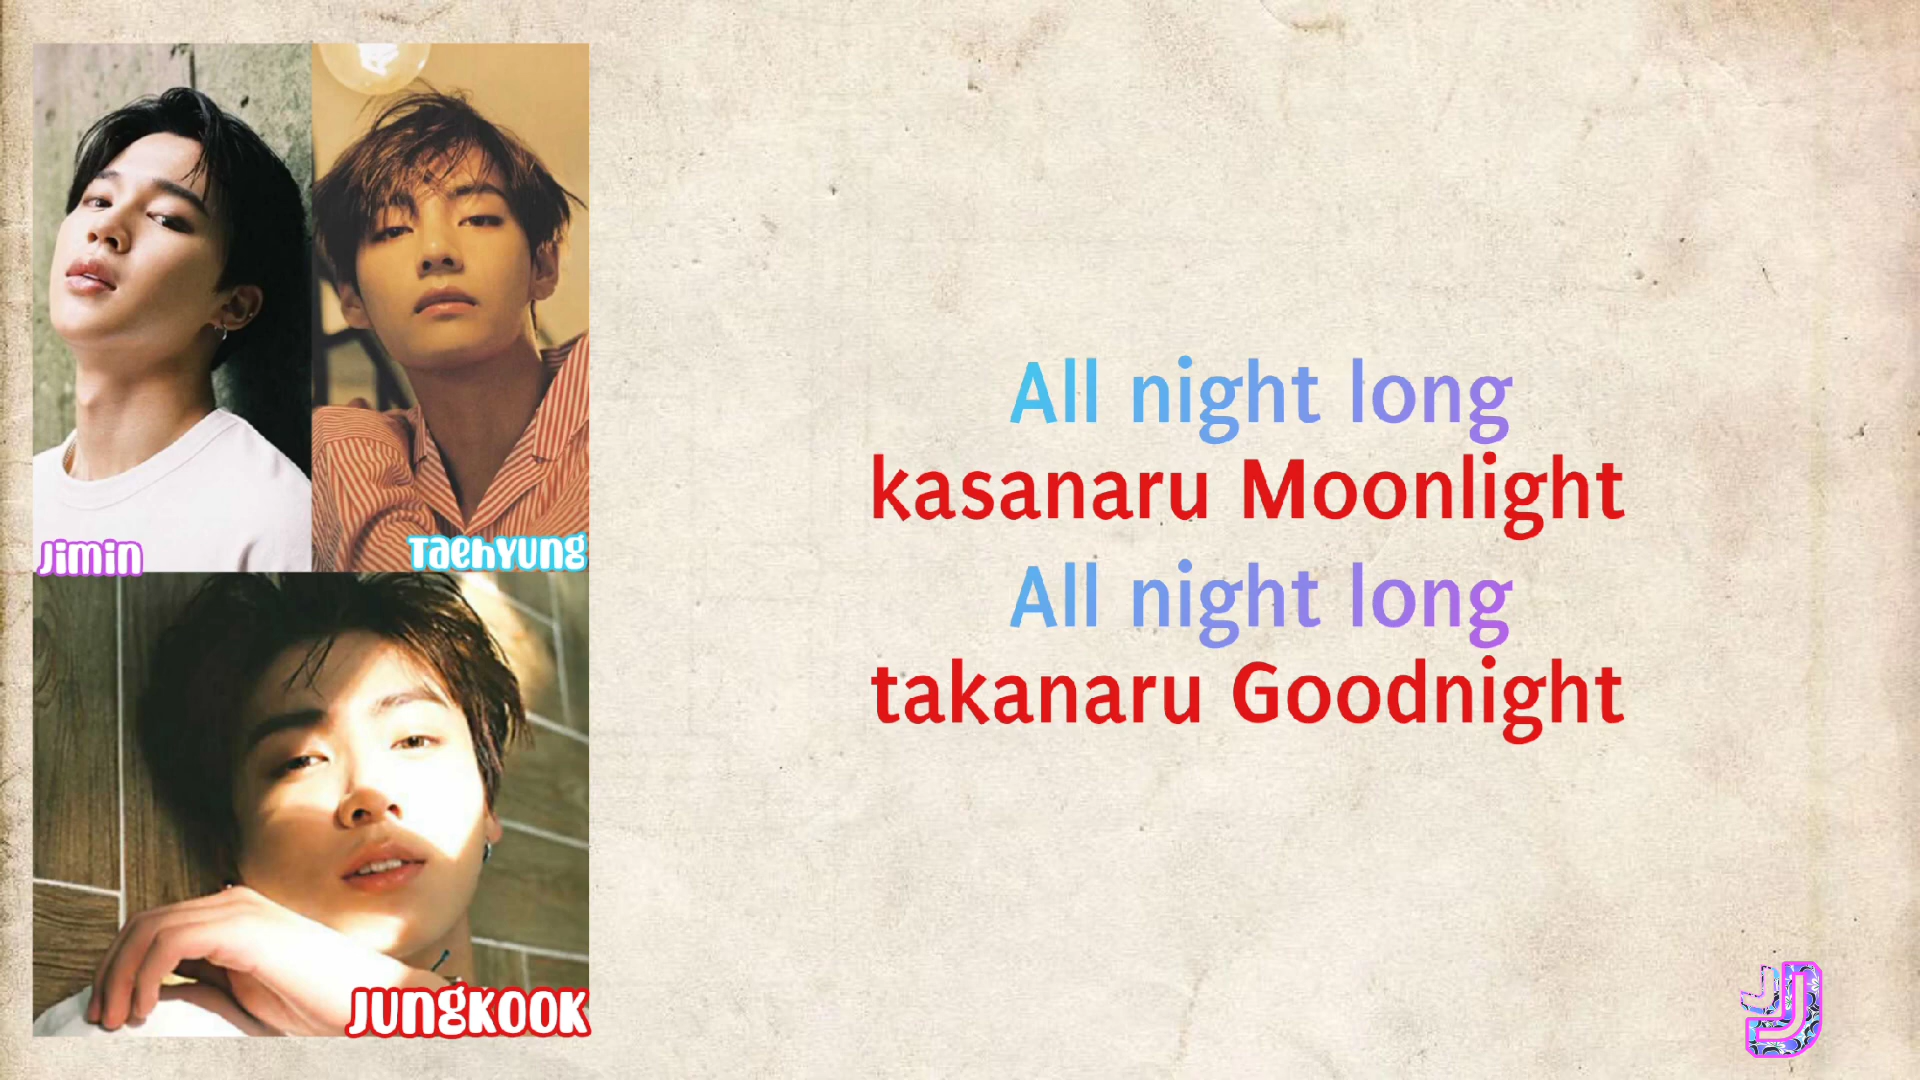 Jimin
Taehyung
Jungkook
All night long
kasanaru Moonlight
All night long
takanaru Goodnight